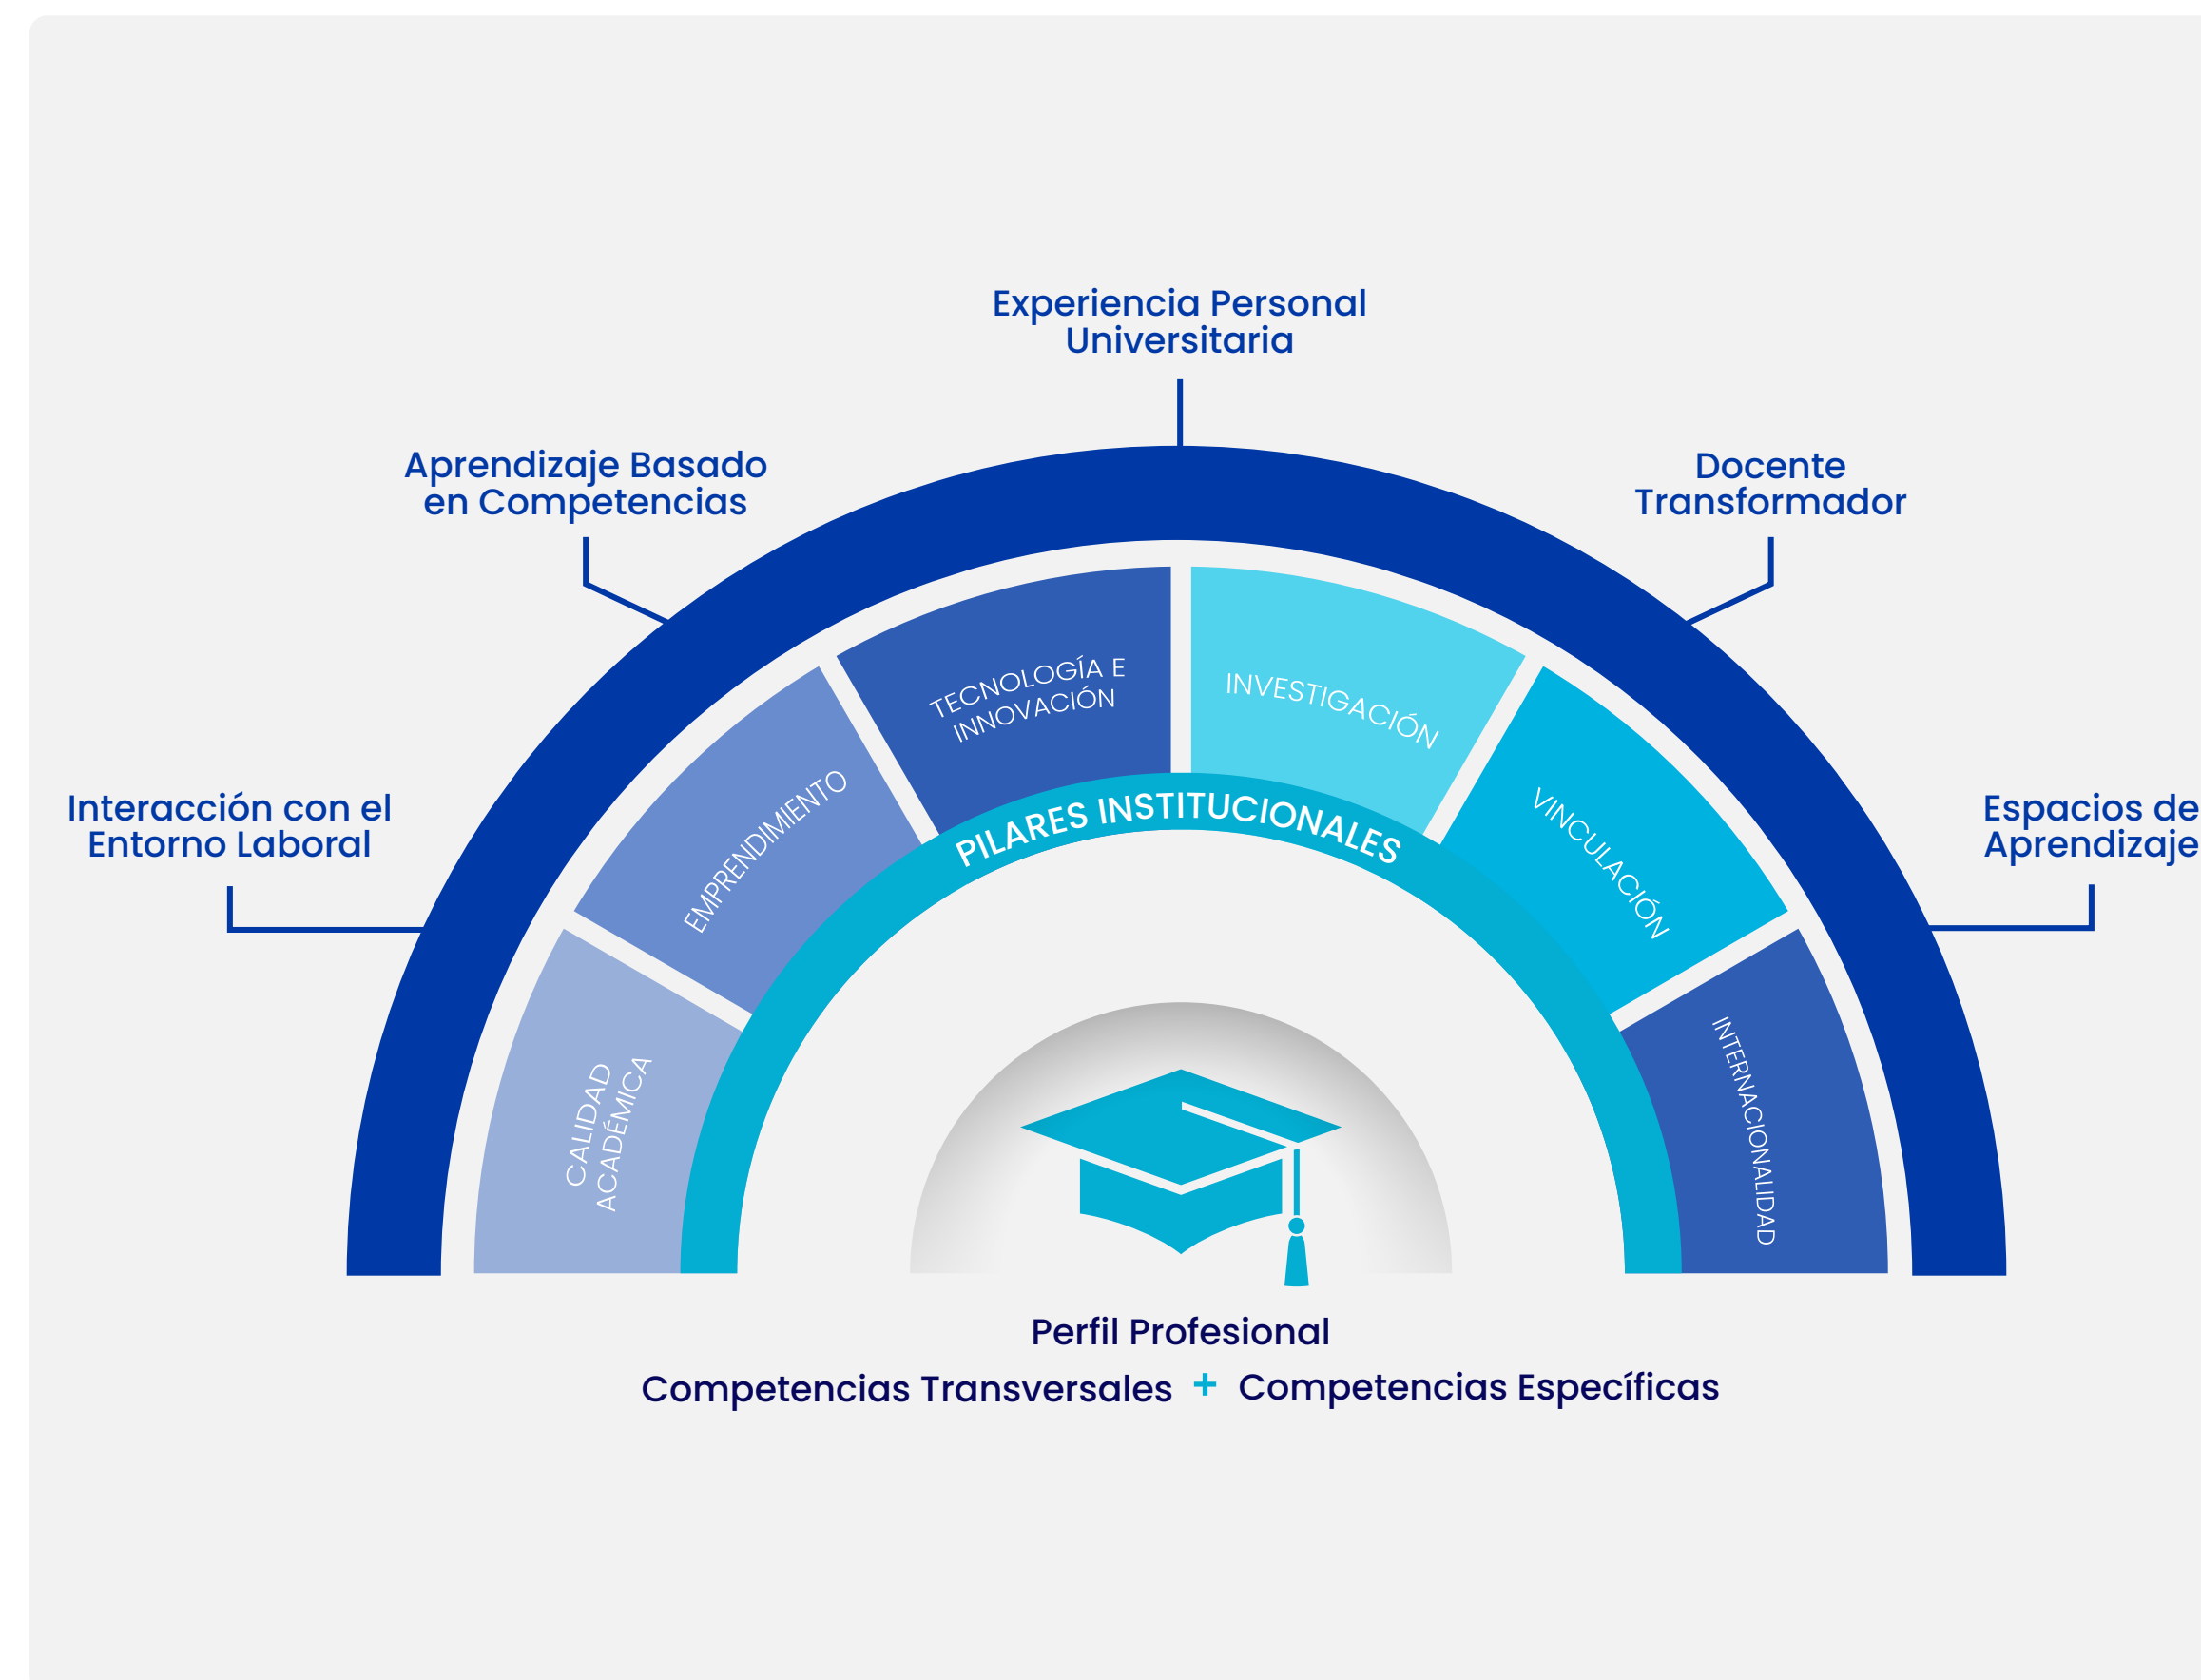 Experiencia Personal
Universitaria
Aprendizaje Basado
en Competencias
Docente
Transformador
Interacción con el
Entorno Laboral
Espacios de
Aprendizaje
CALIDAD
ACADÉMICA
EMPRENDIMIENTO
TECNOLOGÍA E
INNOVACIÓN
INVESTIGACIÓN
VINCULACIÓN
INTERNACIONALIDAD
PILARES INSTITUCIONALES
Perfil Profesional
Competencias Transversales + Competencias Específicas